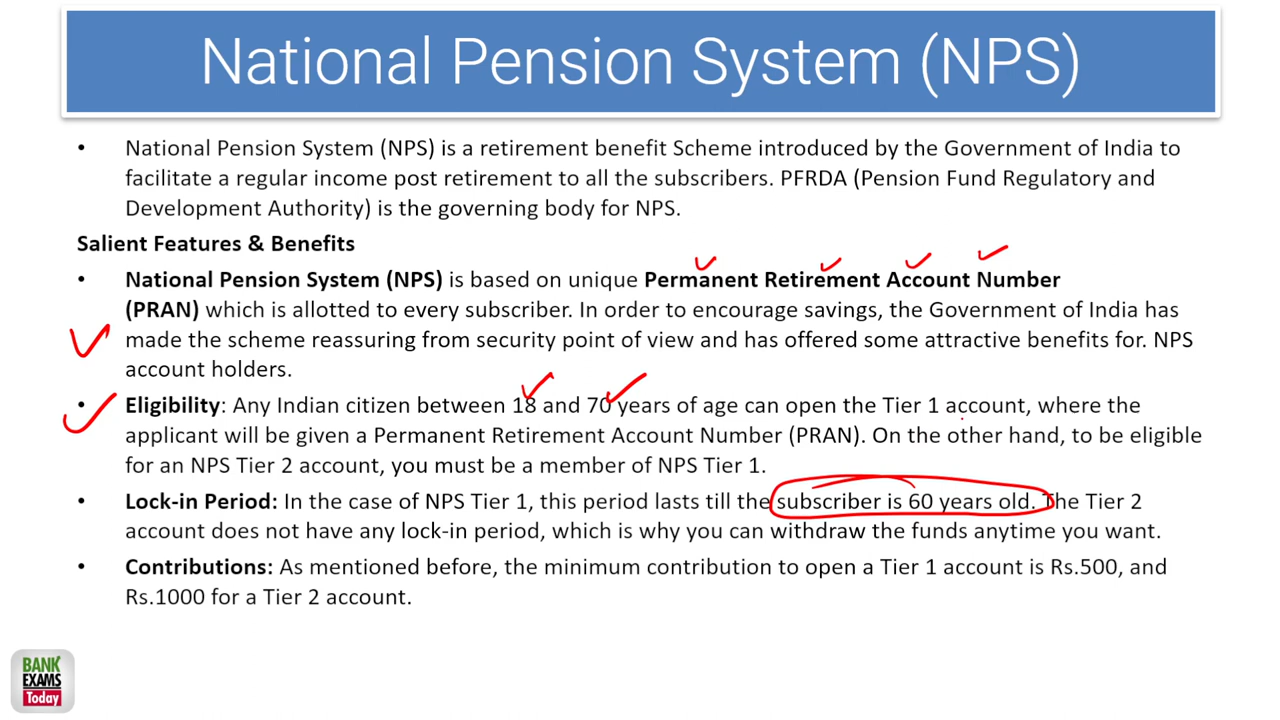 National Pension System (NPS)
• National Pension System (NPS) is a retirement benefit Scheme introduced by the Government of India to
facilitate a regular income post retirement to all the subscribers. PFRDA (Pension Fund Regulatory and
Development Authority) is the governing body for NPS.
Salient Features & Benefits
• National Pension System (NPS) is based on unique Permanent Retirement Account Number
(PRAN) which is allotted to every subscriber. In order to encourage savings, the Government of India has
made the scheme reassuring from security point of view and has offered some attractive benefits for. NPS
account holders.
• Eligibility: Any Indian citizen between 18 and 70 years of age can open the Tier 1 account, where the
applicant will be given a Permanent Retirement Account Number (PRAN). On the other hand, to be eligible
for an NPS Tier 2 account, you must be a member of NPS Tier 1.
• Lock-in Period: In the case of NPS Tier 1, this period lasts till the subscriber is 60 years old. The Tier 2
account does not have any lock-in period, which is why you can withdraw the funds anytime you want.
• Contributions: As mentioned before, the minimum contribution to open a Tier 1 account is Rs.500, and
Rs.1000 for a Tier 2 account.
BANK
EXAMS
Today